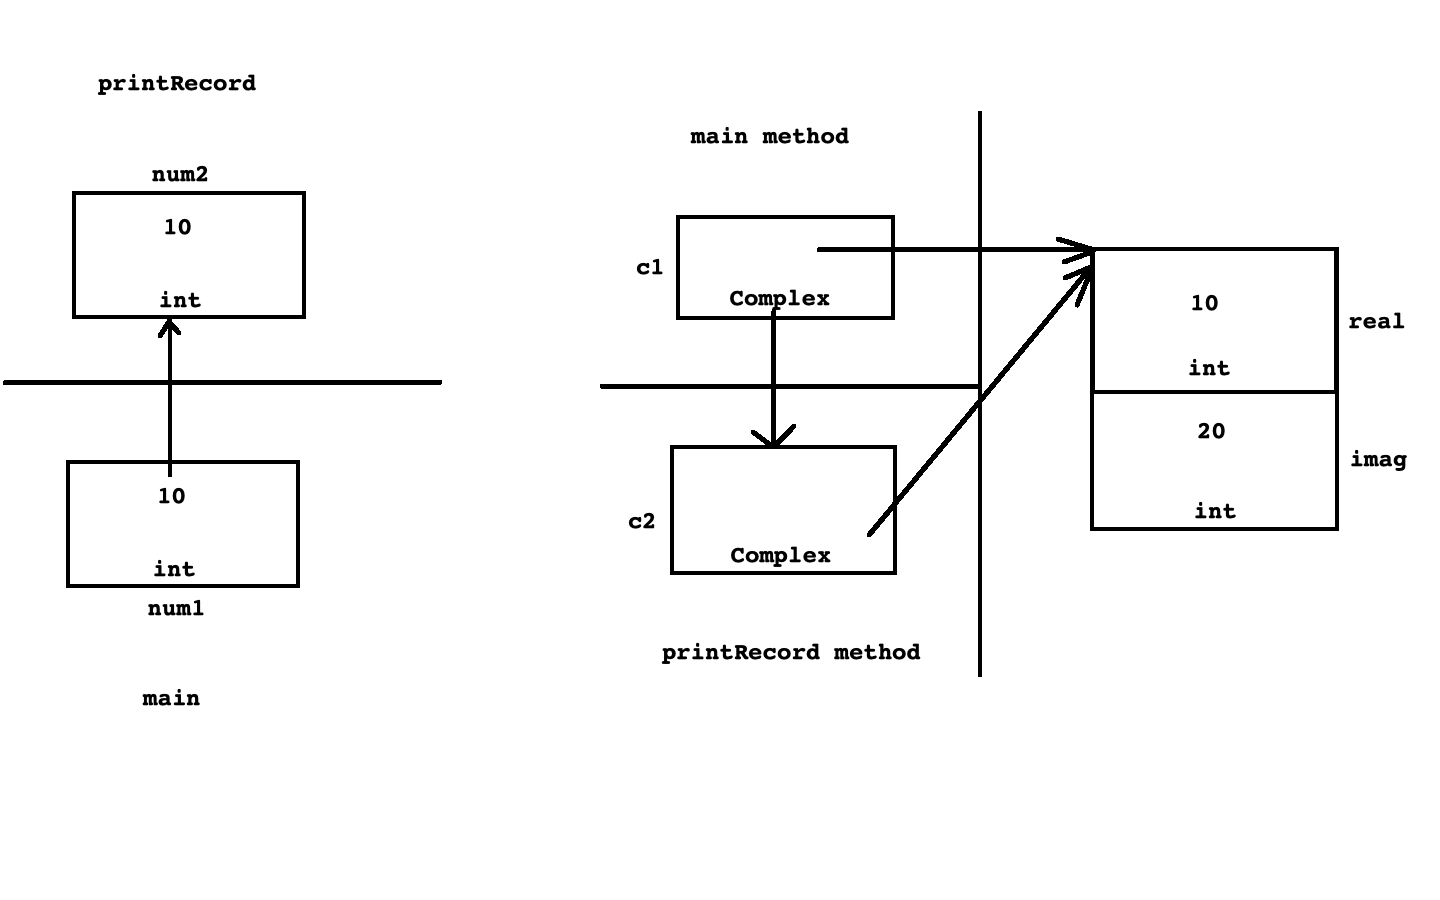 printRecord
num2
10
int
10
int
num1
main
main method
c1
Complex
c2
Complex
printRecord method
10
int
real
20
int
imag